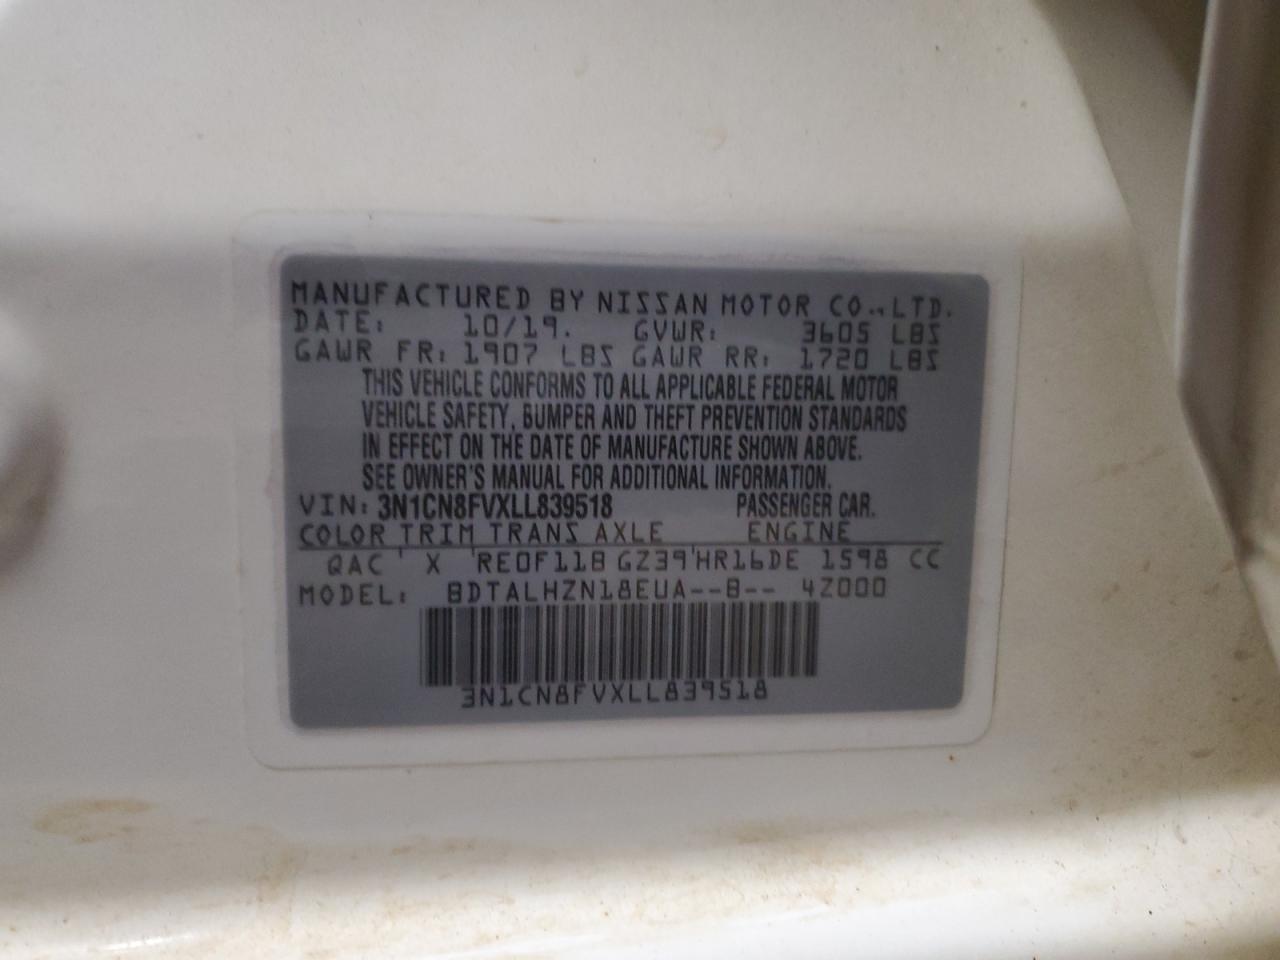 MANUFACTURED BY NISSAN MOTOR CO.,LTD.
DATE: 10/19. GVWR: 3605 LBS
GAWR FR: 1907 LBS GAWR RR: 1720 LBS
THIS VEHICLE CONFORMS TO ALL APPLICABLE FEDERAL MOTOR
VEHICLE SAFETY, BUMPER AND THEFT PREVENTION STANDARDS
IN EFFECT ON THE DATE OF MANUFACTURE SHOWN ABOVE.
SEE OWNER'S MANUAL FOR ADDITIONAL INFORMATION.
VIN: 3N1CN8FVXLL839518 PASSENGER CAR.
COLOR TRIM TRANS AXLE ENGINE
QAC ' X 'RE0F11B GZ39'HR16DE 1598 CC
MODEL: BDTALHZN18EUA--B-- 4Z000
3N1CN8FVXLL839518